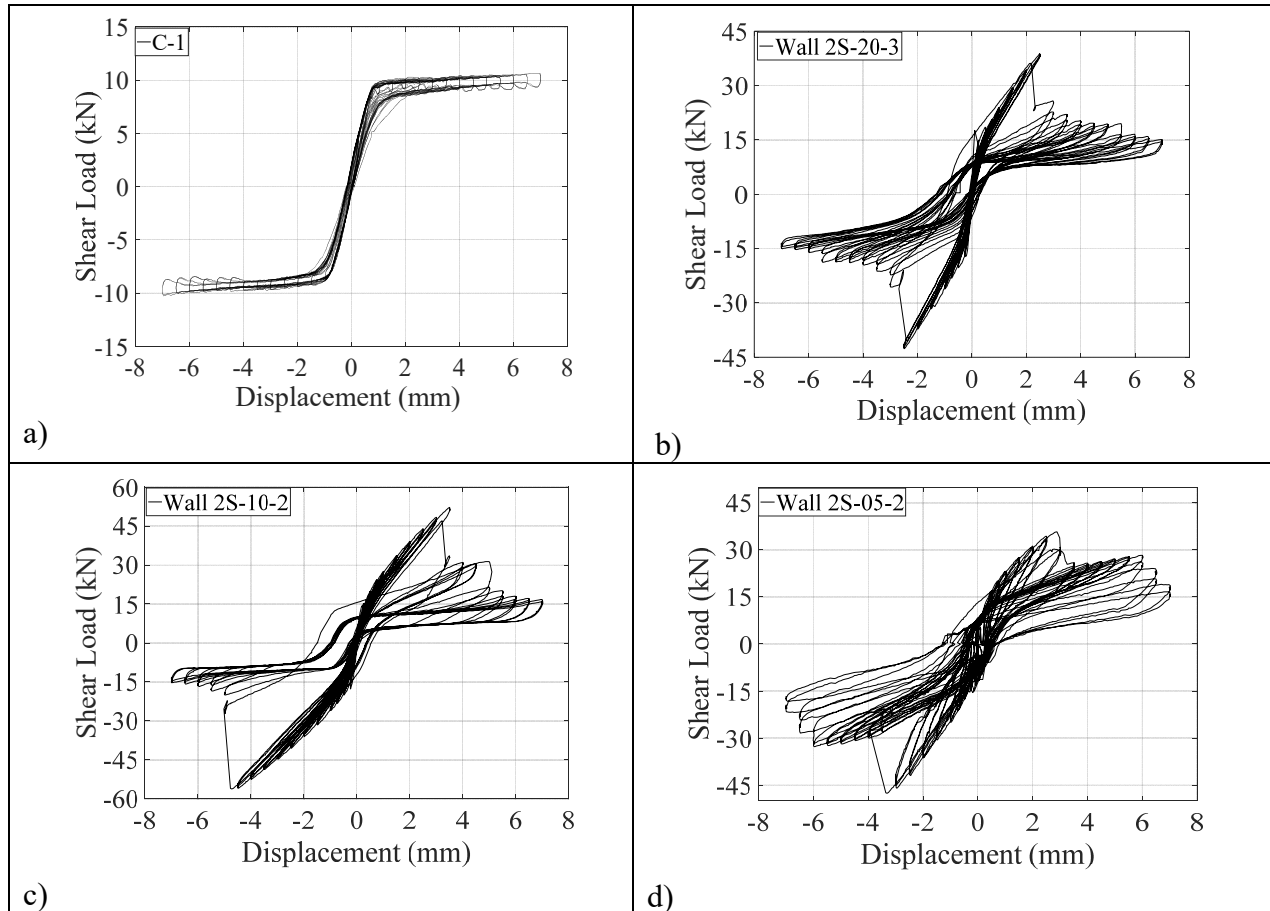 C-1
15
10
5
0
-5
-10
-15
Shear Load (kN)
-8 -6 -4 -2 0 2 4 6 8
Displacement (mm)
a)
Wall 2S-20-3
45
30
15
0
-15
-30
-45
Shear Load (kN)
-8 -6 -4 -2 0 2 4 6 8
Displacement (mm)
b)
Wall 2S-10-2
60
45
30
15
0
-15
-30
-45
-60
Shear Load (kN)
-8 -6 -4 -2 0 2 4 6 8
Displacement (mm)
c)
Wall 2S-05-2
45
30
15
0
-15
-30
-45
Shear Load (kN)
-8 -6 -4 -2 0 2 4 6 8
Displacement (mm)
d)